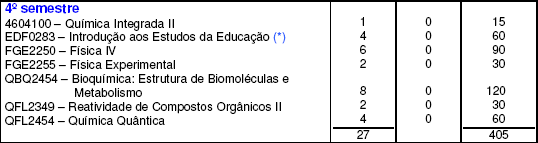 4º semestre
4604100 – Química Integrada II 1 0 15
EDF0283 – Introdução aos Estudos da Educação (*) 4 0 60
FGE2250 – Física IV 6 0 90
FGE2255 – Física Experimental 2 0 30
QBQ2454 – Bioquímica: Estrutura de Biomoléculas e
Metabolismo 8 0 120
QFL2349 – Reatividade de Compostos Orgânicos II 2 0 30
QFL2454 – Química Quântica 4 0 60
27 405